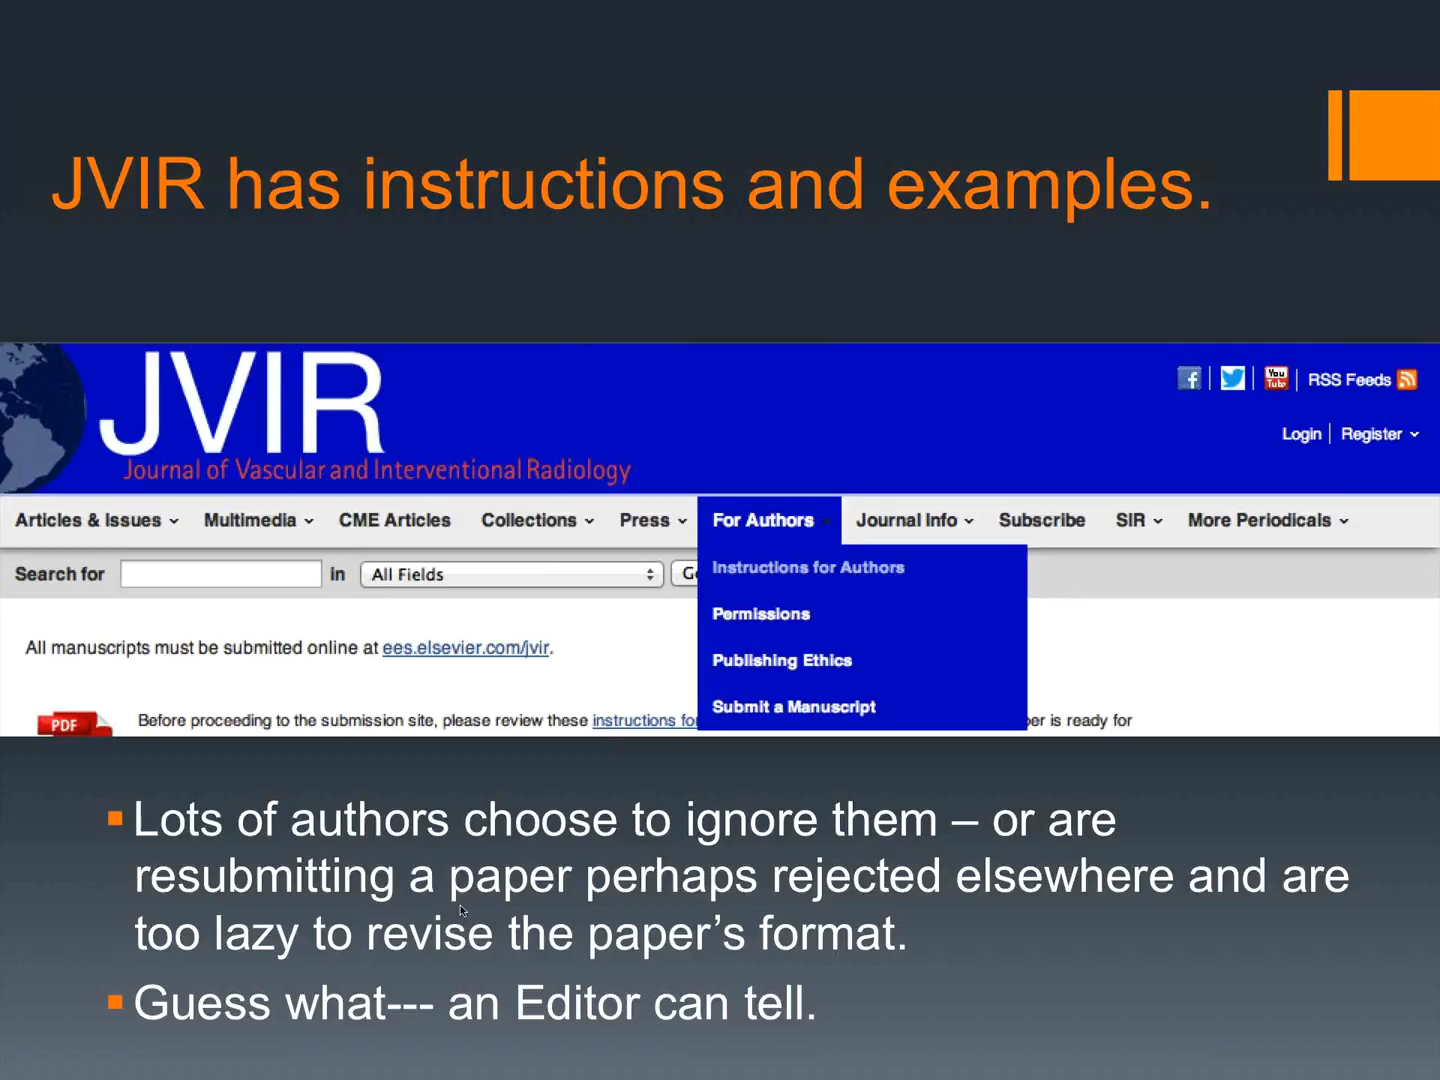 JVIR has instructions and examples.
JVIR
Journal of Vascular and Interventional Radiology
You Tube
RSS Feeds
Login Register
Articles & Issues Multimedia CME Articles Collections Press For Authors Journal Info Subscribe SIR More Periodicals
Search for in All Fields
Instructions for Authors
Permissions
Publishing Ethics
Submit a Manuscript
All manuscripts must be submitted online at ees.elsevier.com/jvir.
PDF
Before proceeding to the submission site, please review these instructions is ready for
▪ Lots of authors choose to ignore them – or are
resubmitting a paper perhaps rejected elsewhere and are
too lazy to revise the paper’s format.
▪ Guess what--- an Editor can tell.